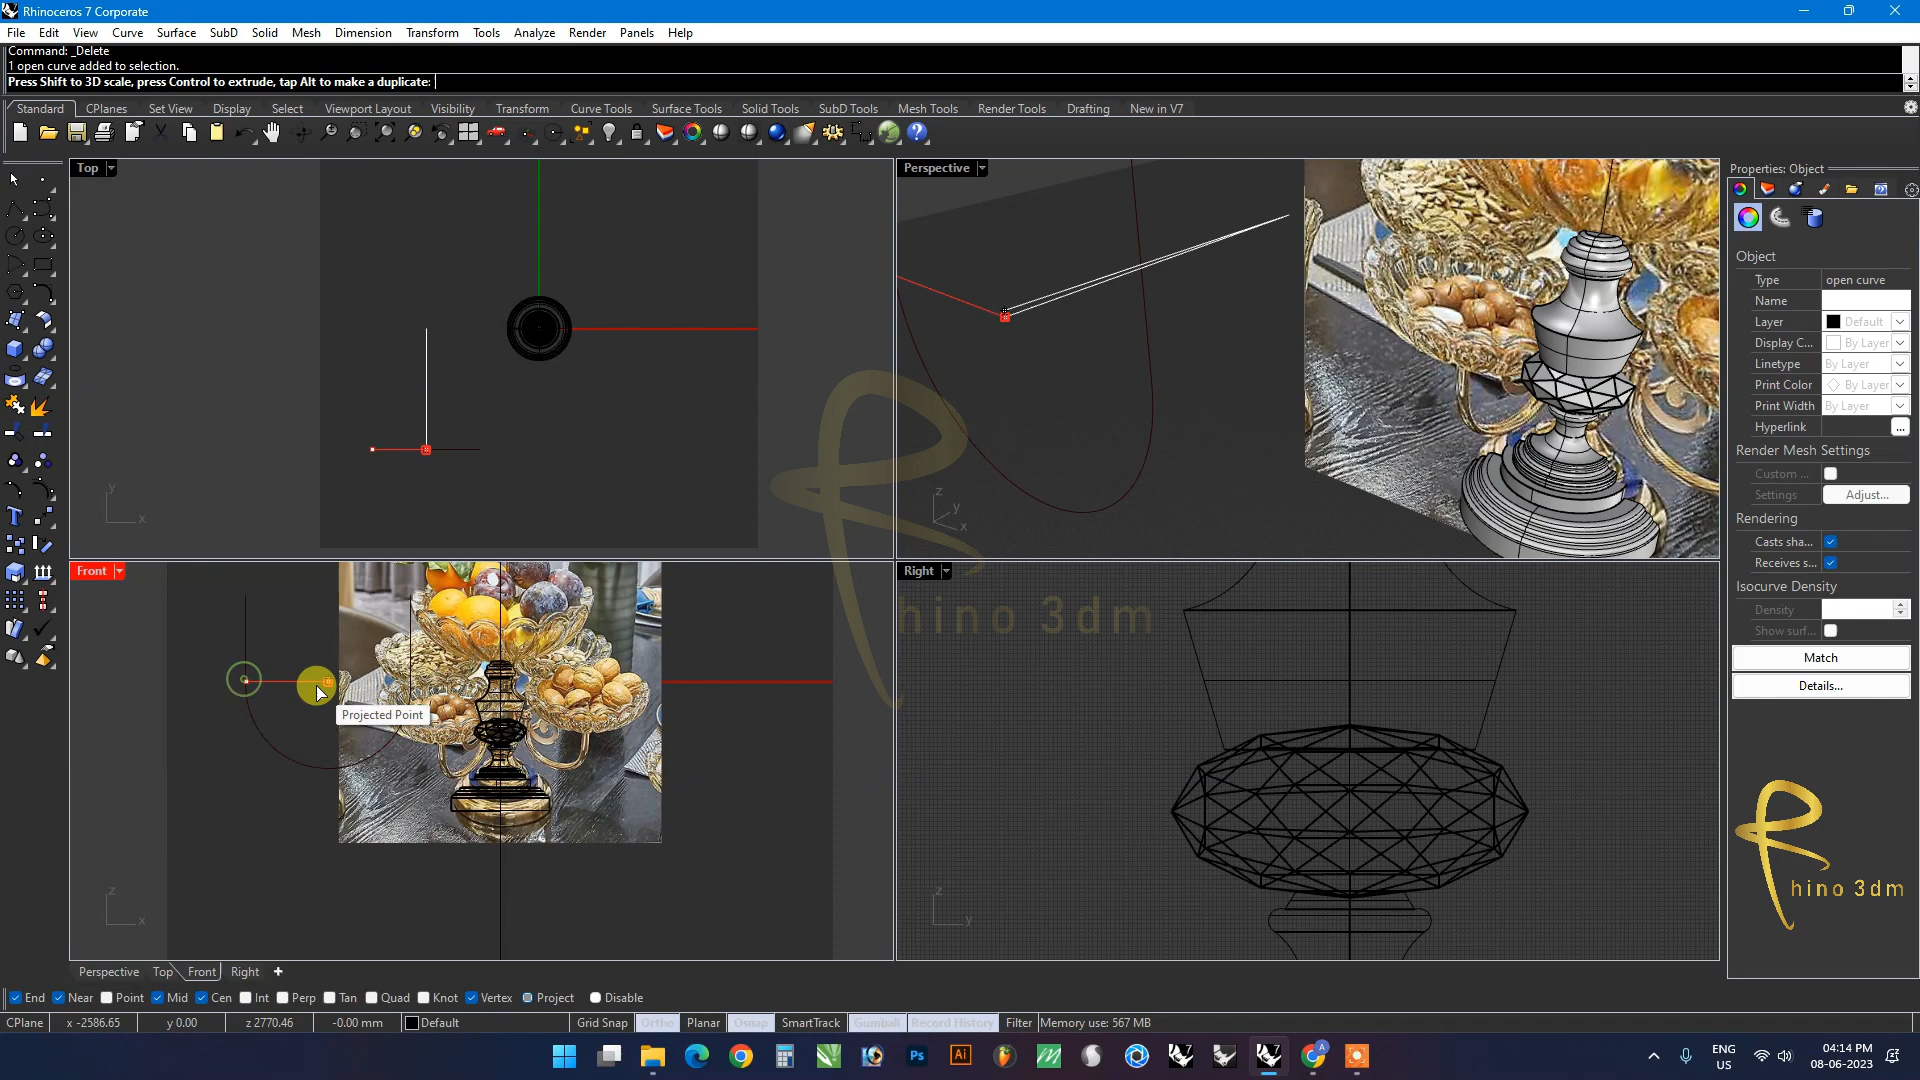 Rhinoceros 7 Corporate
File Edit View Curve Surface SubD Solid Mesh Dimension Transform Tools Analyze Render Panels Help
Command: _Delete
1 open curve added to selection.
Press Shift to 3D scale, press Control to extrude, tap Alt to make a duplicate:
Standard CPlanes Set View Display Select Viewport Layout Visibility Transform Curve Tools Surface Tools Solid Tools SubD Tools Mesh Tools Render Tools Drafting New in V7
Top
Perspective
Properties: Object
Object
Type open curve
Name
Layer Default
Display C... By Layer
Linetype By Layer
Print Color By Layer
Print Width By Layer
Hyperlink ...
Render Mesh Settings
Custom ...
Settings Adjust...
Rendering
Casts sha...
Receives s...
Isocurve Density
Density
Show surf...
Match
Details...
y
x
z
y
x
Front
Right
Projected Point
z
x
z
y
Rhino 3dm
Rhino 3dm
Perspective Top Front Right
End Near Point Mid Cen Int Perp Tan Quad Knot Vertex Project Disable
CPlane x -2586.65 y 0.00 z 2770.46 -0.00 mm Default Grid Snap Ortho Planar Osnap SmartTrack Gumball Record History Filter Memory use: 567 MB
Ps Ai 7 7 A
ENG
US
04:14 PM
08-06-2023